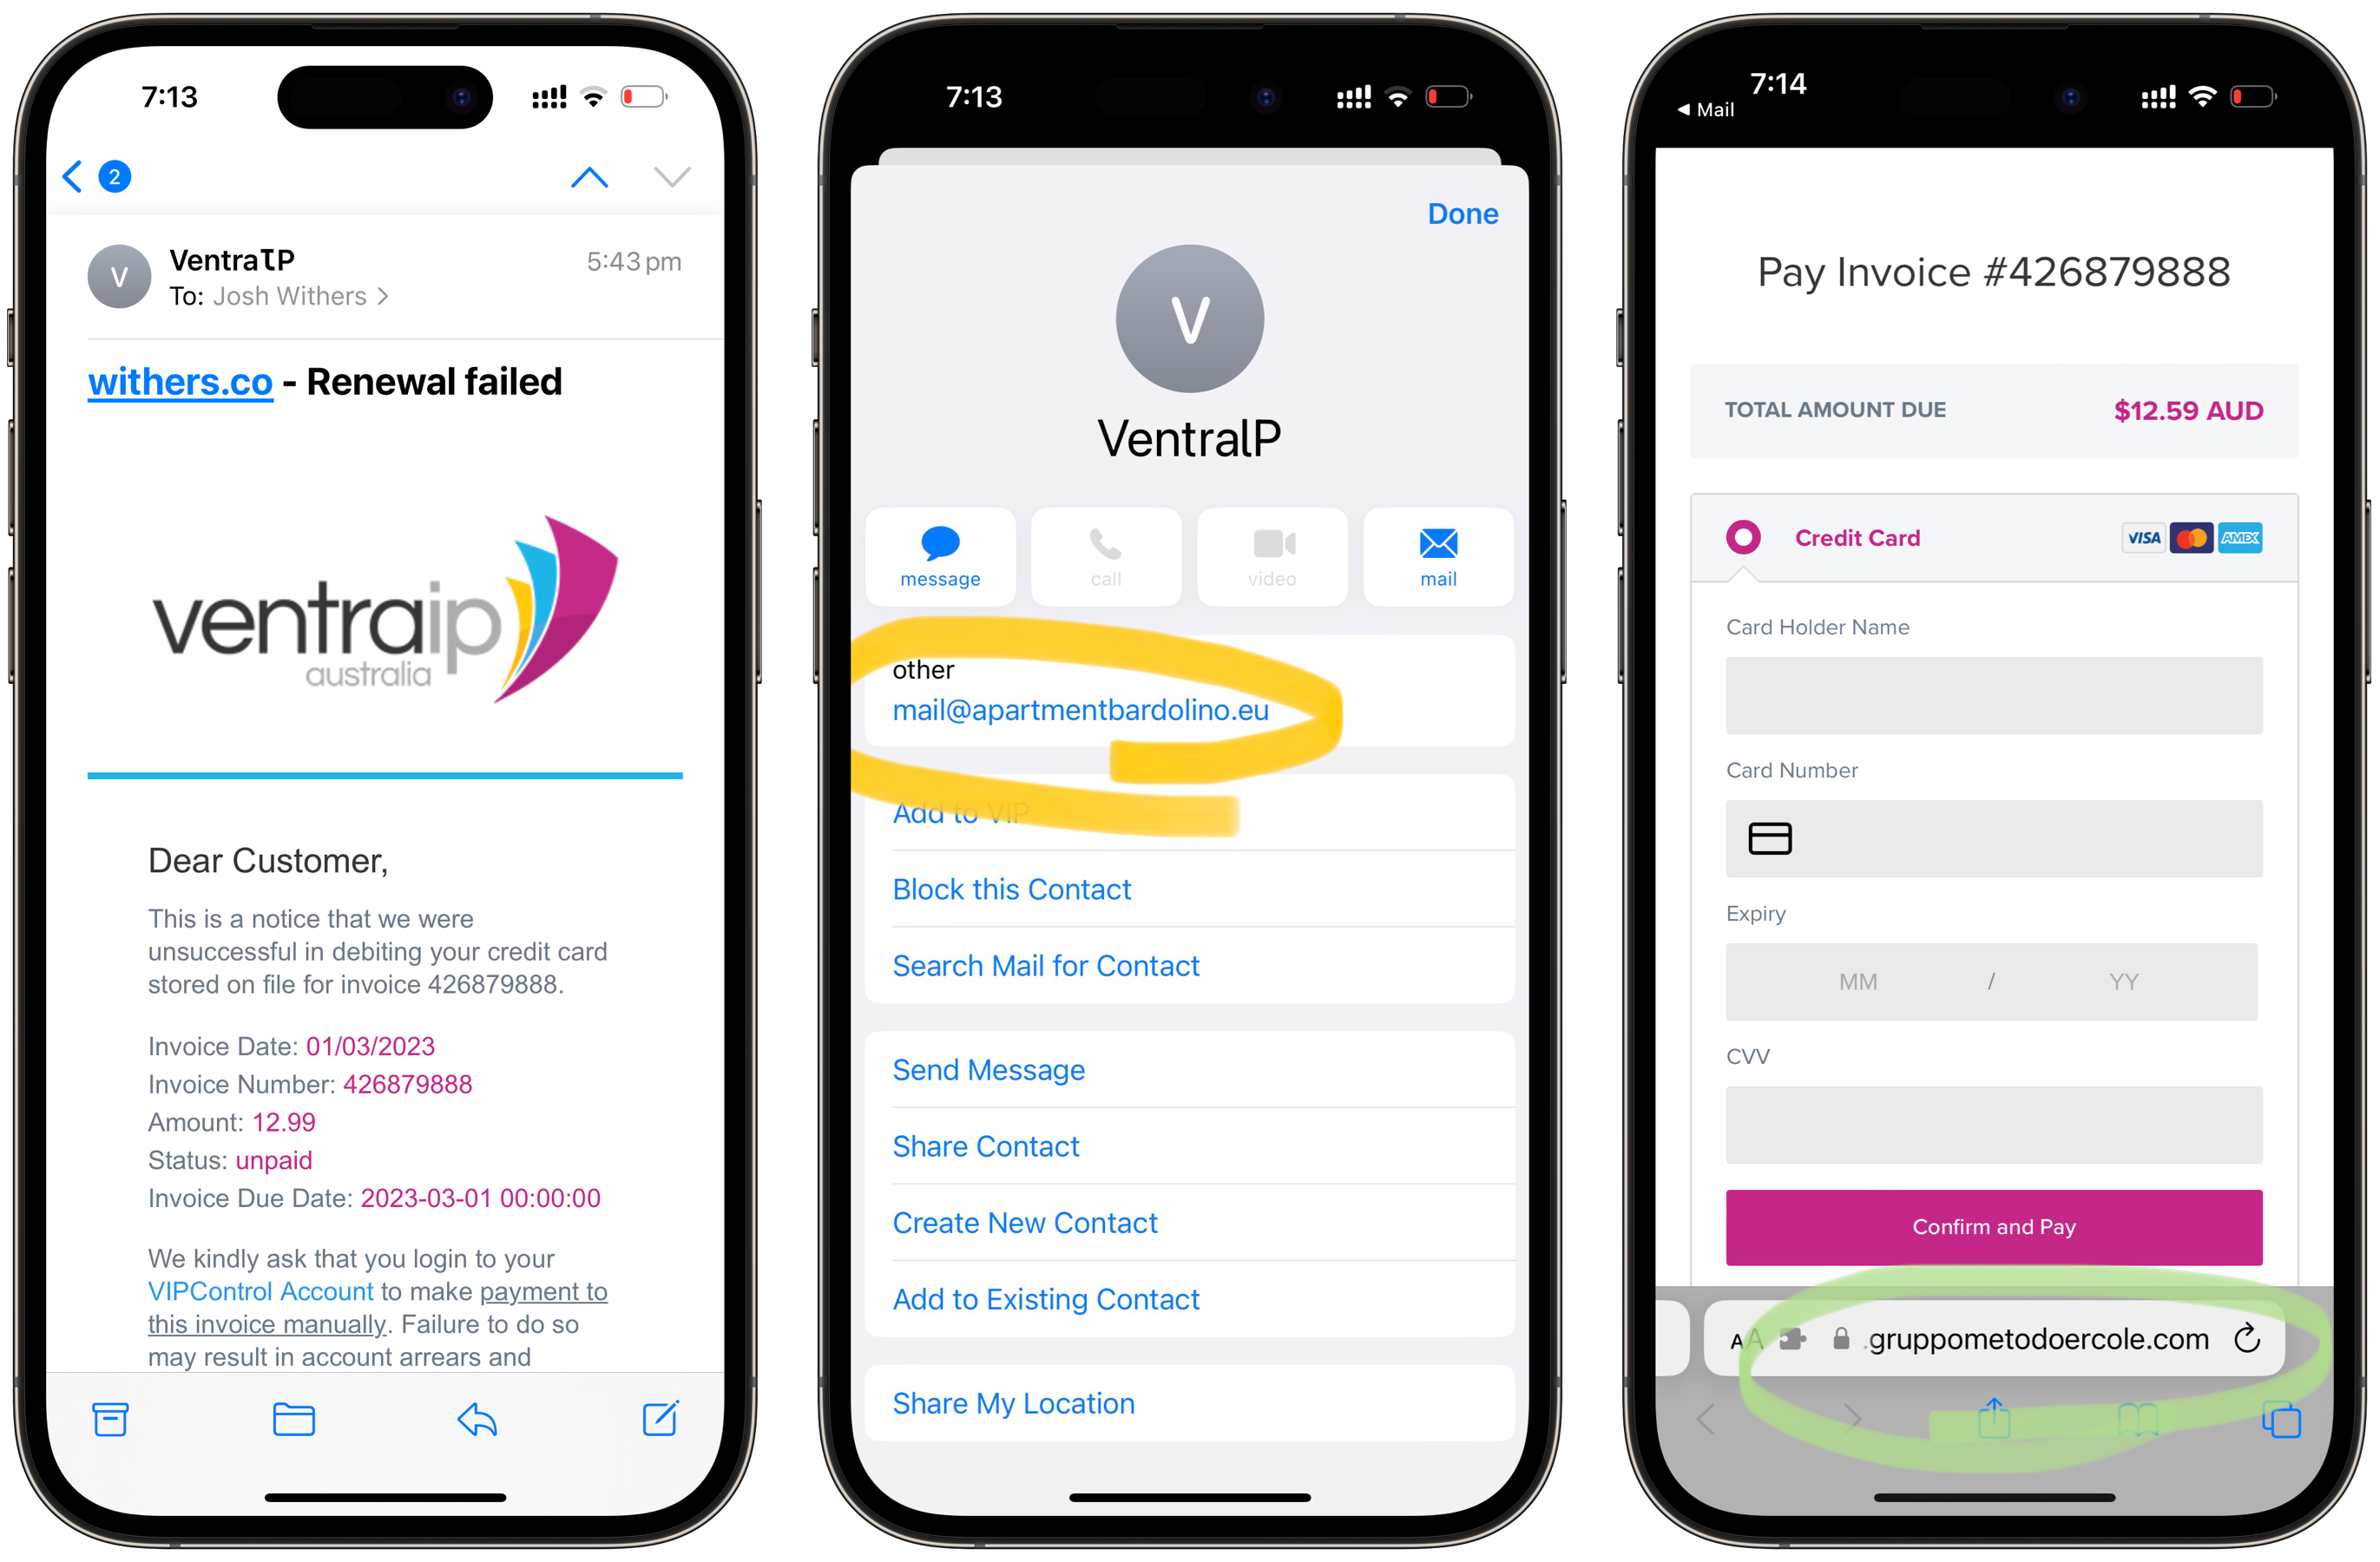 7:13
2
VentraƖP
5:43 pm
V
To: Josh Withers >
withers.co - Renewal failed
ventraip
australia
Dear Customer,
This is a notice that we were
unsuccessful in debiting your credit card
stored on file for invoice 426879888.
Invoice Date: 01/03/2023
Invoice Number: 426879888
Amount: 12.99
Status: unpaid
Invoice Due Date: 2023-03-01 00:00:00
We kindly ask that you login to your
VIPControl Account to make payment to
this invoice manually. Failure to do so
may result in account arrears and
7:13
Done
V
VentralP
message
call
video
mail
other
mail@apartmentbardolino.eu
Add to VIP
Block this Contact
Search Mail for Contact
Send Message
Share Contact
Create New Contact
Add to Existing Contact
Share My Location
7:14
◀ Mail
Pay Invoice #426879888
TOTAL AMOUNT DUE
$12.59 AUD
Credit Card
VISA
AMEX
Card Holder Name
Card Number
Expiry
MM / YY
CVV
Confirm and Pay
AA
.gruppometodoercole.com